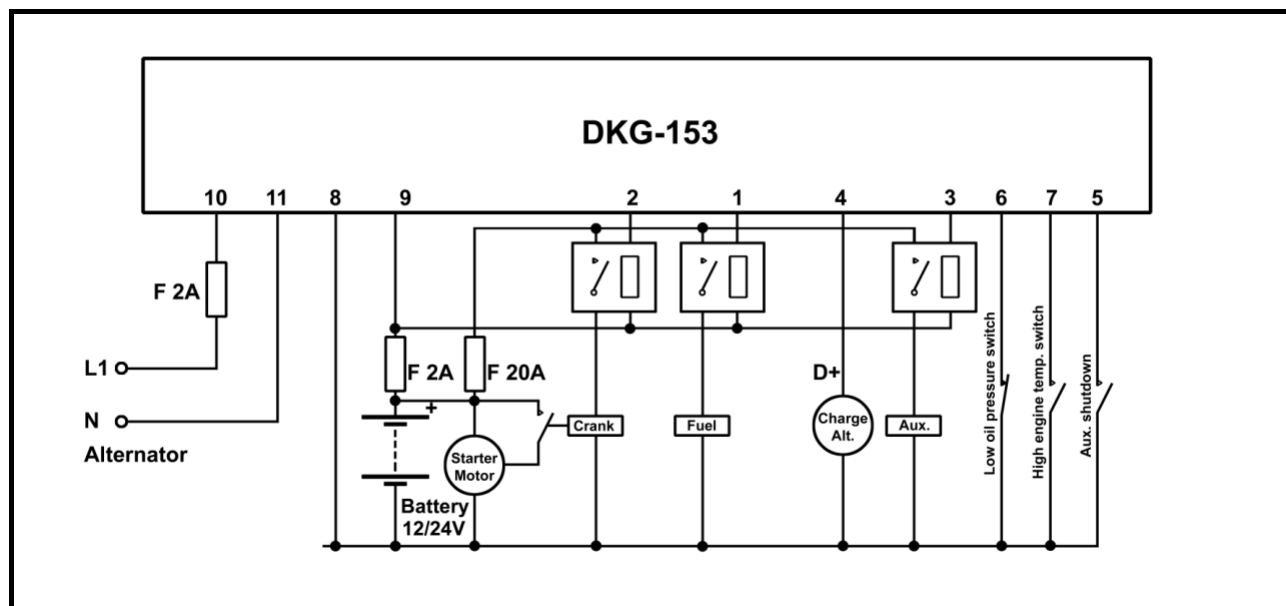 DKG-153
10 11 8 9 2 1 4 3 6 7 5
F 2A
L1
N
Alternator
F 2A
F 20A
+
Battery
12/24V
Starter
Motor
Crank
Fuel
D+
Charge
Alt.
Aux.
Low oil pressure switch
High engine temp. switch
Aux. shutdown